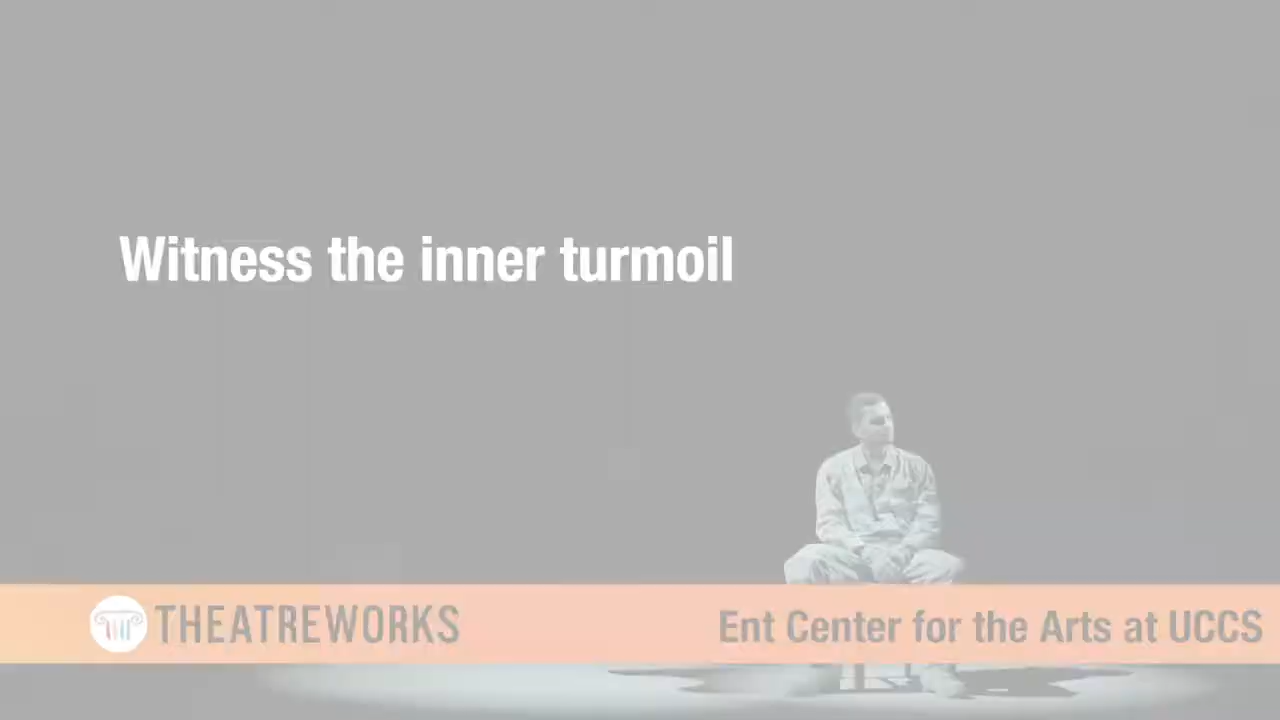 Witness the inner turmoil
THEATREWORKS
Ent Center for the Arts at UCCS